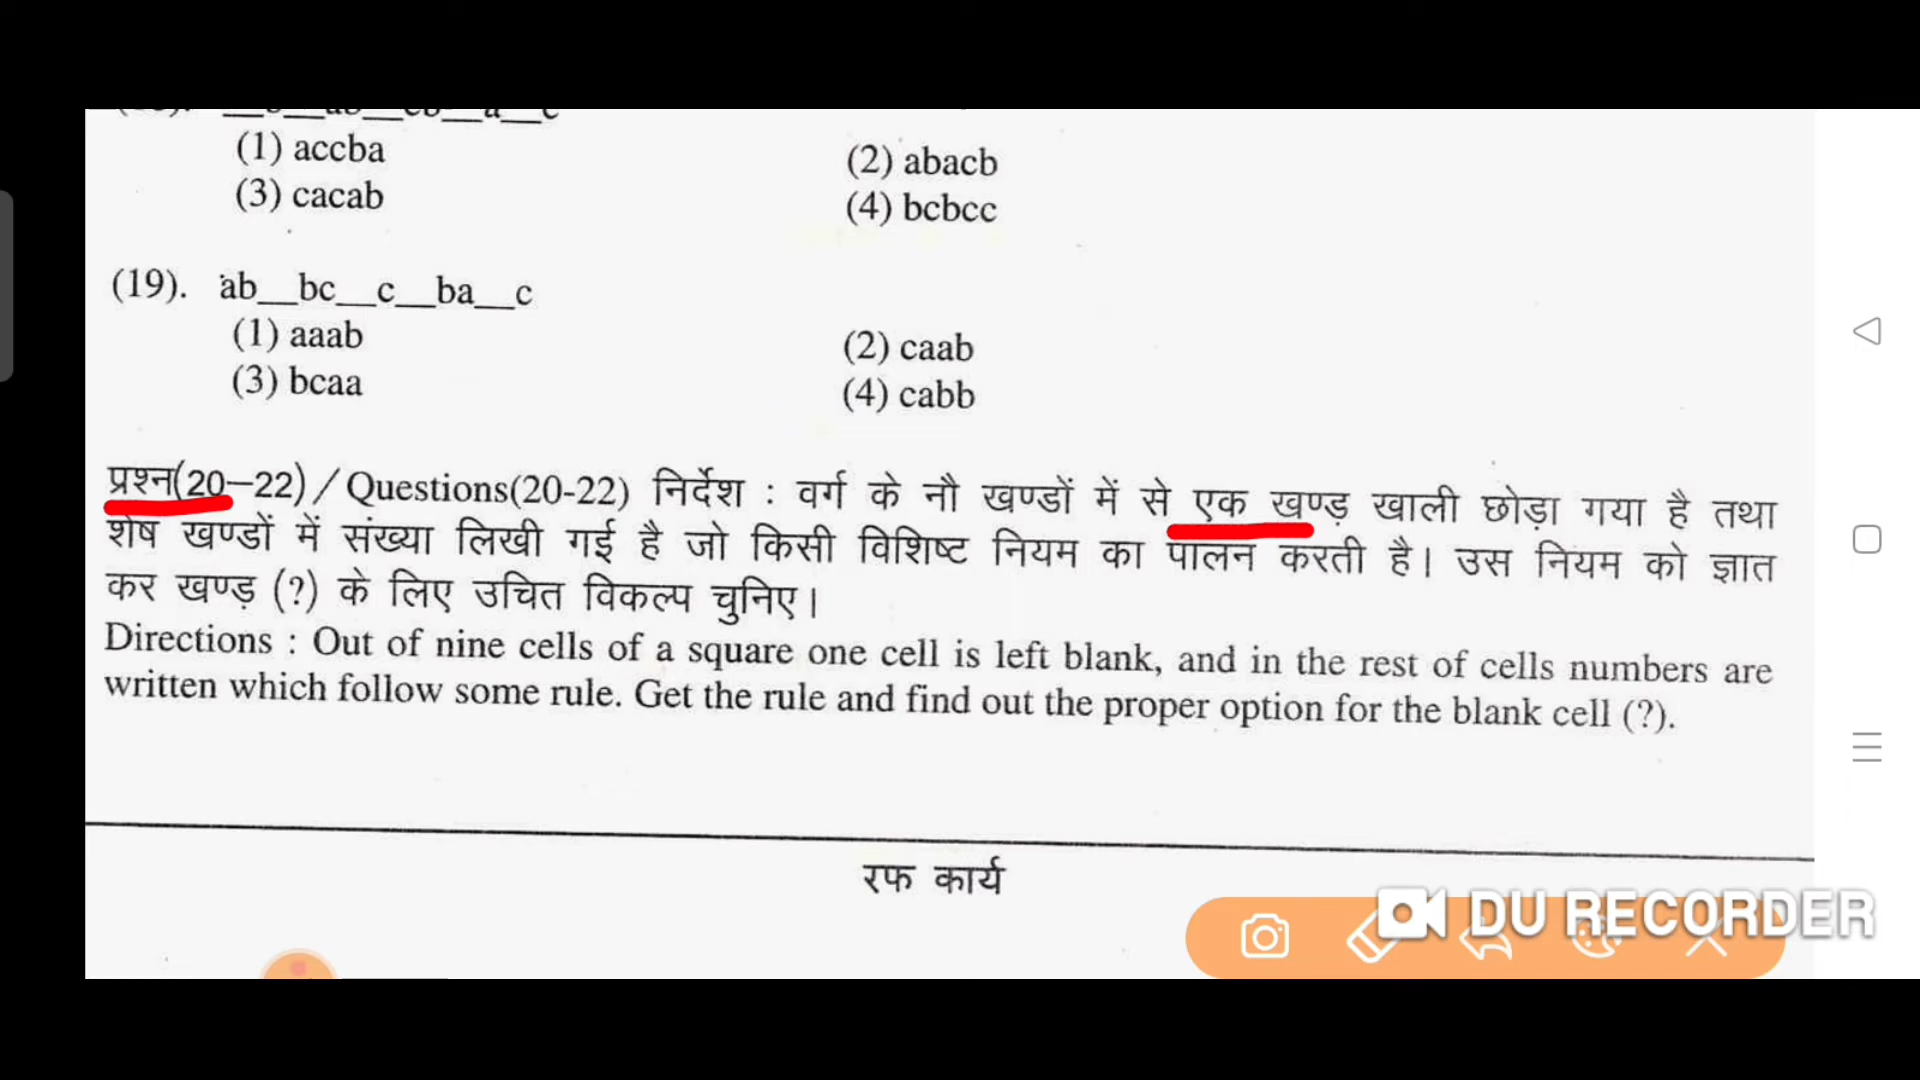 (1) accba (2) abacb
(3) cacab (4) bcbcc
(19). ab__bc__c__ba__c
(1) aaab (2) caab
(3) bcaa (4) cabb
प्रश्न(20–22) / Questions(20-22) निर्देश : वर्ग के नौ खण्डों में से एक खण्ड़ खाली छोड़ा गया है तथा
शेष खण्डों में संख्या लिखी गई है जो किसी विशिष्ट नियम का पालन करती है। उस नियम को ज्ञात
कर खण्ड़ (?) के लिए उचित विकल्प चुनिए।
Directions : Out of nine cells of a square one cell is left blank, and in the rest of cells numbers are
written which follow some rule. Get the rule and find out the proper option for the blank cell (?).
रफ कार्य
DU RECORDER